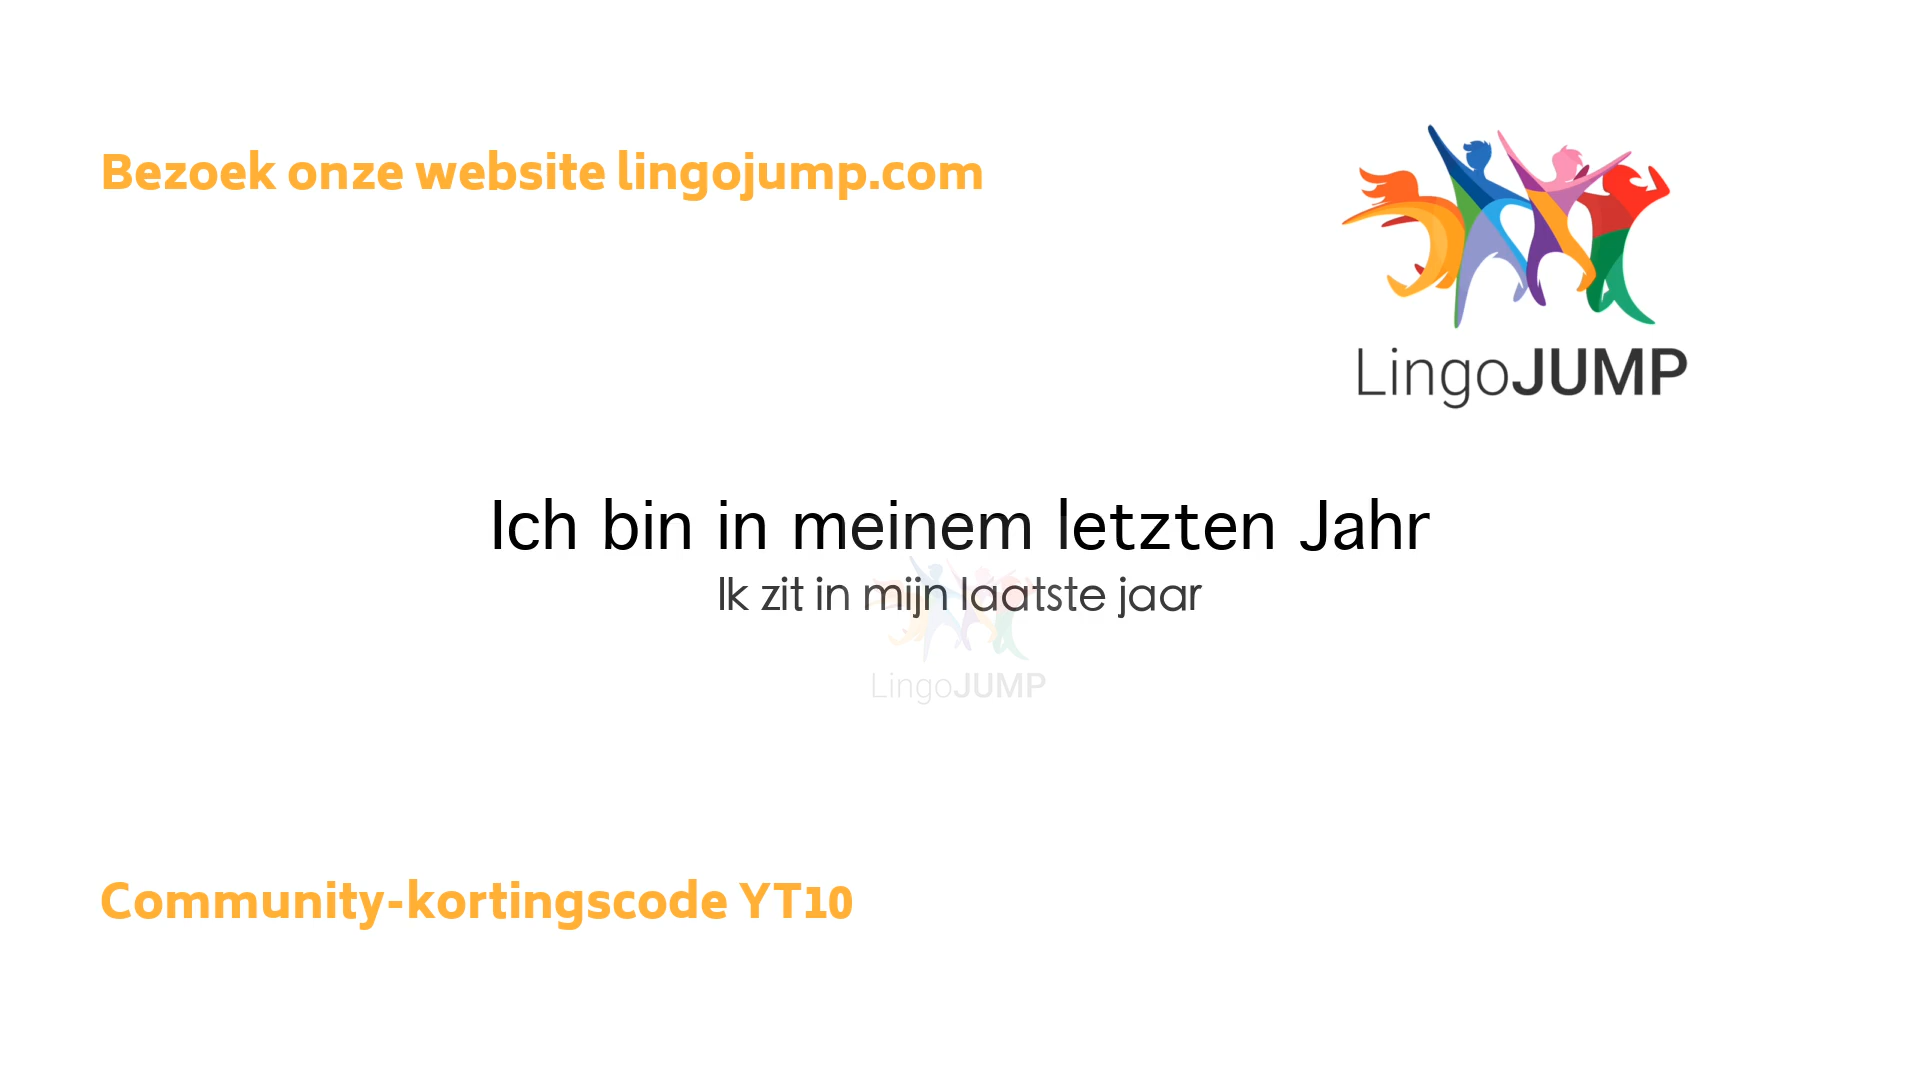 Bezoek onze website lingojump.com
LingoJUMP
Ich bin in meinem letzten Jahr
Ik zit in mijn laatste jaar
LingoJUMP
Community-kortingscode YT10